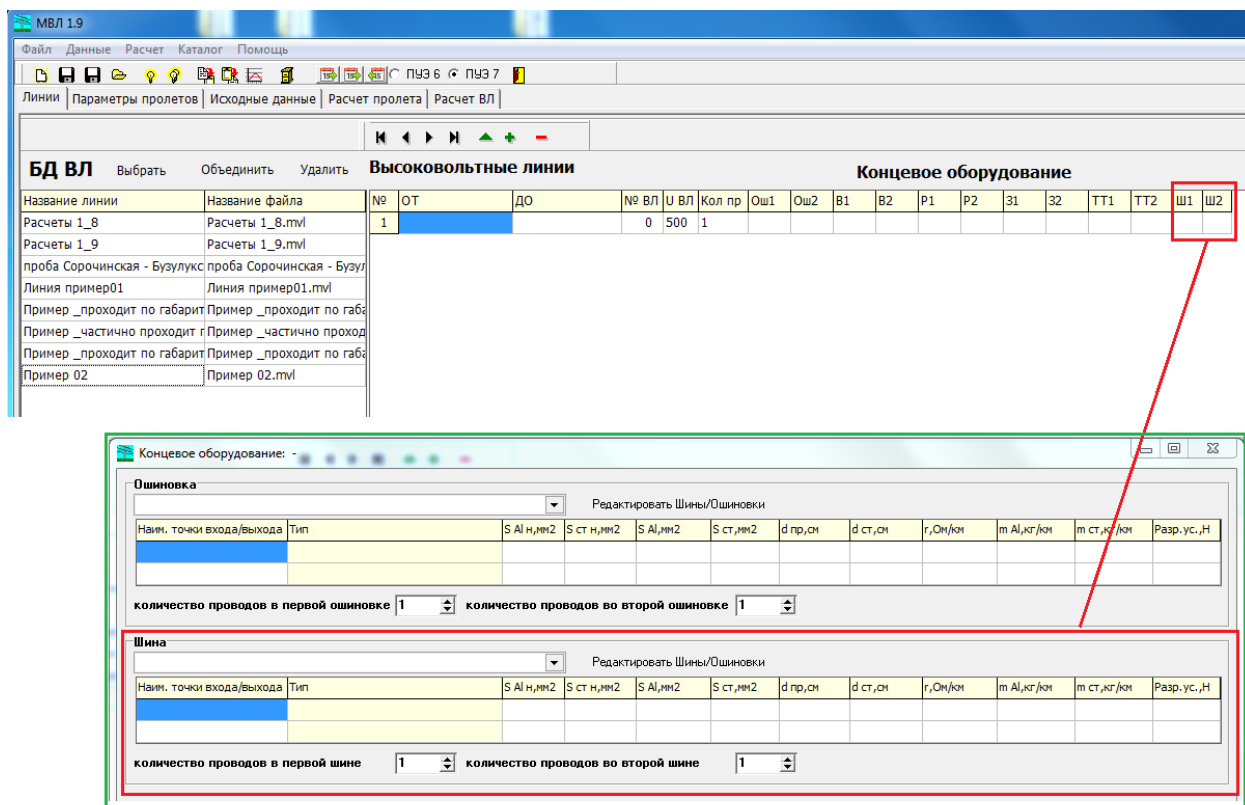 МВЛ 1.9
Файл Данные Расчет Каталог Помощь
ПУЭ 6 ПУЭ 7
Линии Параметры пролетов Исходные данные Расчет пролета Расчет ВЛ
БД ВЛ Выбрать Объединить Удалить Высоковольтные линии Концевое оборудование
Название линии Название файла № ОТ ДО № ВЛ U ВЛ Кол пр Ош1 Ош2 В1 В2 Р1 Р2 З1 З2 ТТ1 ТТ2 Ш1 Ш2
Расчеты 1_8 Расчеты 1_8.mvl 1 0 500 1
Расчеты 1_9 Расчеты 1_9.mvl
проба Сорочинская - Бузулукс проба Сорочинская - Бузул
Линия пример01 Линия пример01.mvl
Пример _проходит по габарит Пример _проходит по габа
Пример _частично проходит г Пример _частично проход
Пример _проходит по габарит Пример _проходит по габа
Пример 02 Пример 02.mvl
Концевое оборудование: -
Ошиновка
Редактировать Шины/Ошиновки
Наим. точки входа/выхода Тип S Al н,мм2 S ст н,мм2 S Al,мм2 S ст,мм2 d пр,см d ст,см r,Ом/км m Al,кг/км m ст,кг/км Разр.ус.,Н
количество проводов в первой ошиновке 1 количество проводов во второй ошиновке 1
Шина
Редактировать Шины/Ошиновки
Наим. точки входа/выхода Тип S Al н,мм2 S ст н,мм2 S Al,мм2 S ст,мм2 d пр,см d ст,см r,Ом/км m Al,кг/км m ст,кг/км Разр.ус.,Н
количество проводов в первой шине 1 количество проводов во второй шине 1